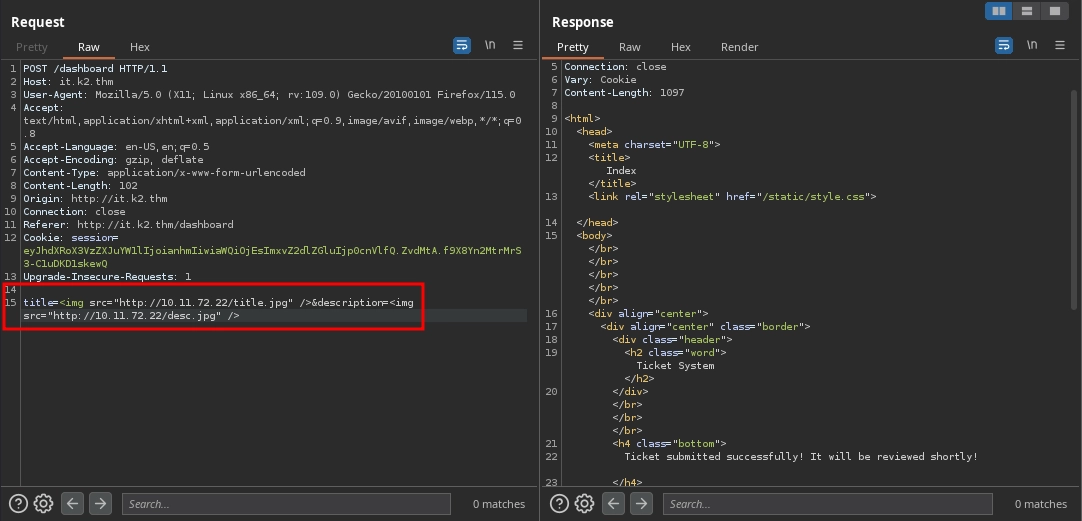 Request
Pretty Raw Hex
\n
1 POST /dashboard HTTP/1.1
2 Host: it.k2.thm
3 User-Agent: Mozilla/5.0 (X11; Linux x86_64; rv:109.0) Gecko/20100101 Firefox/115.0
4 Accept:
text/html,application/xhtml+xml,application/xml;q=0.9,image/avif,image/webp,*/*;q=0
.8
5 Accept-Language: en-US,en;q=0.5
6 Accept-Encoding: gzip, deflate
7 Content-Type: application/x-www-form-urlencoded
8 Content-Length: 102
9 Origin: http://it.k2.thm
10 Connection: close
11 Referer: http://it.k2.thm/dashboard
12 Cookie: session=
13 Upgrade-Insecure-Requests: 1
14
15 title=<img src="http://10.11.72.22/title.jpg" />&description=<img
src="http://10.11.72.22/desc.jpg" />
Search...
0 matches
Response
Pretty Raw Hex Render
\n
5 Connection: close
6 Vary: Cookie
7 Content-Length: 1097
8
9 <html>
10 <head>
11 <meta charset="UTF-8">
12 <title>
Index
</title>
13 <link rel="stylesheet" href="/static/style.css">
14 </head>
15 <body>
</br>
</br>
</br>
</br>
</br>
16 <div align="center">
17 <div align="center" class="border">
18 <div class="header">
19 <h2 class="word">
Ticket System
</h2>
20 </div>
</br>
</br>
</br>
21 <h4 class="bottom">
22 Ticket submitted successfully! It will be reviewed shortly!
23 </h4>
Search...
0 matches